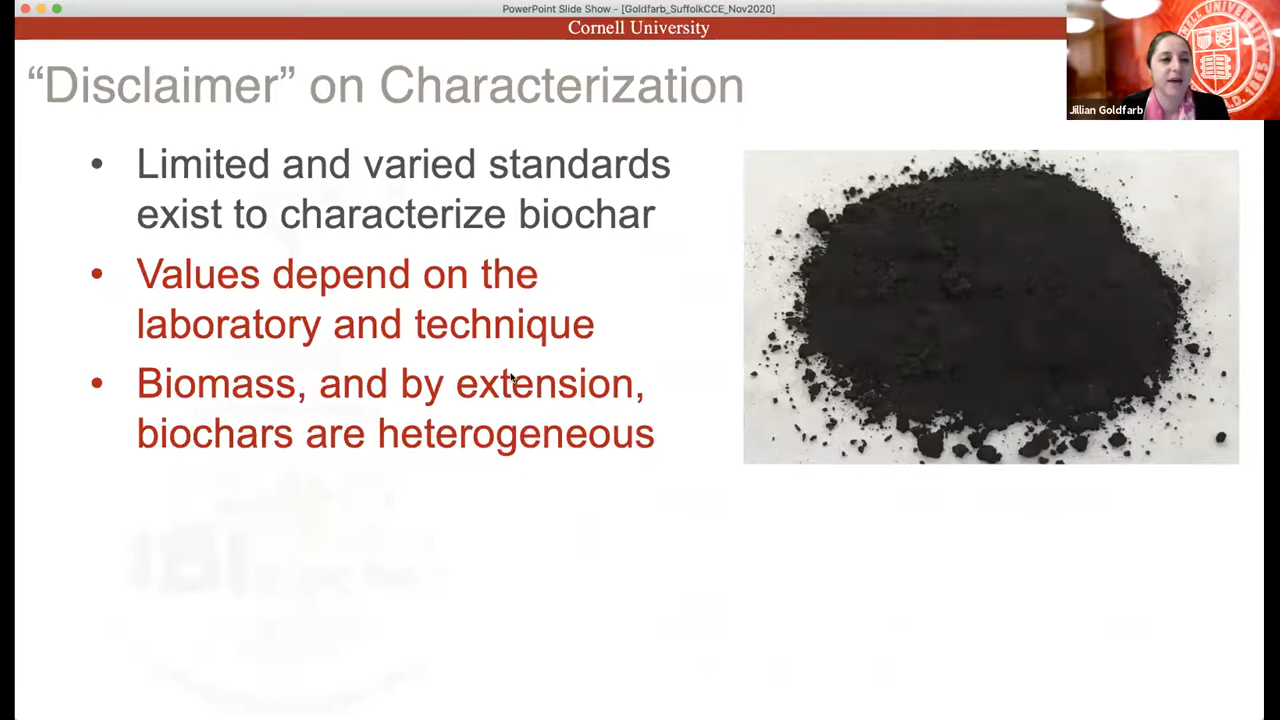 PowerPoint Slide Show - [Goldfarb_SuffolkCCE_Nov2020]
Cornell University
“Disclaimer” on Characterization
• Limited and varied standards
exist to characterize biochar
• Values depend on the
laboratory and technique
• Biomass, and by extension,
biochars are heterogeneous
Jillian Goldfarb